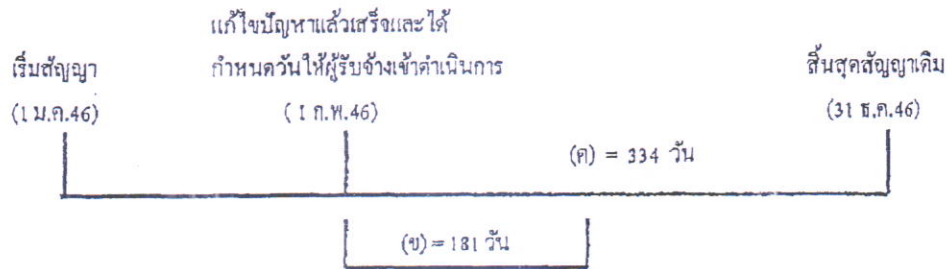 แก้ไขปัญหาแล้วเสร็จและได้
เริ่มสัญญา กำหนดวันให้ผู้รับจ้างเข้าดำเนินการ สิ้นสุดสัญญาเดิม
(1 ม.ค.46) (1 ก.พ.46) (31 ธ.ค.46)
(ค) = 334 วัน
(ข) = 181 วัน